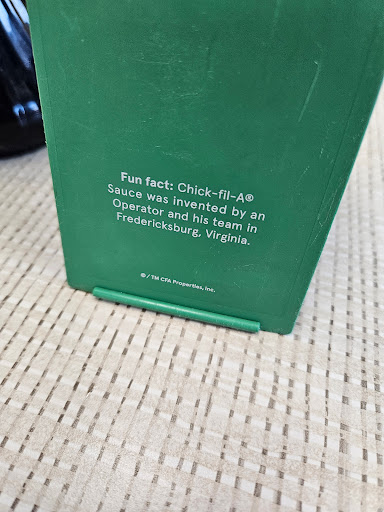 Fun fact: Chick-fil-A®
Sauce was invented by an
Operator and his team in
Fredericksburg, Virginia.
© / TM CFA Properties, Inc.